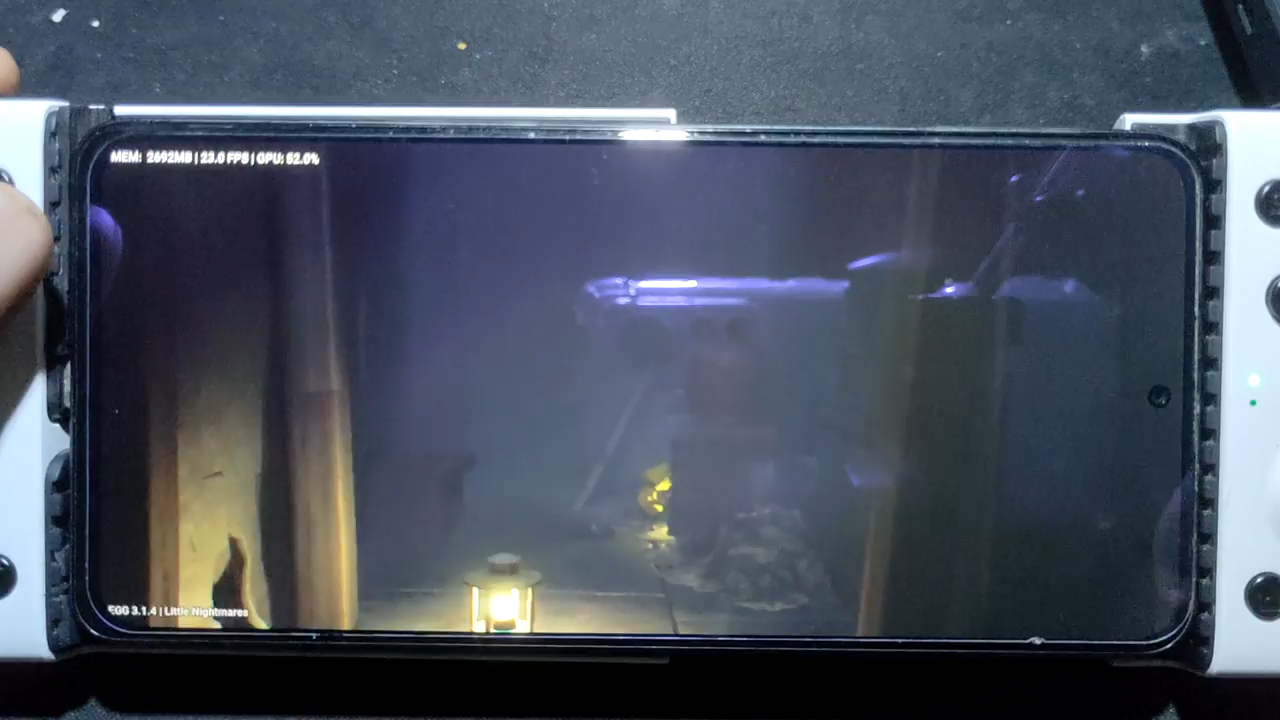 MEM: 2692MB | 23.0 FPS | GPU: 52.0%
EGG 3.1.4 | Little Nightmares